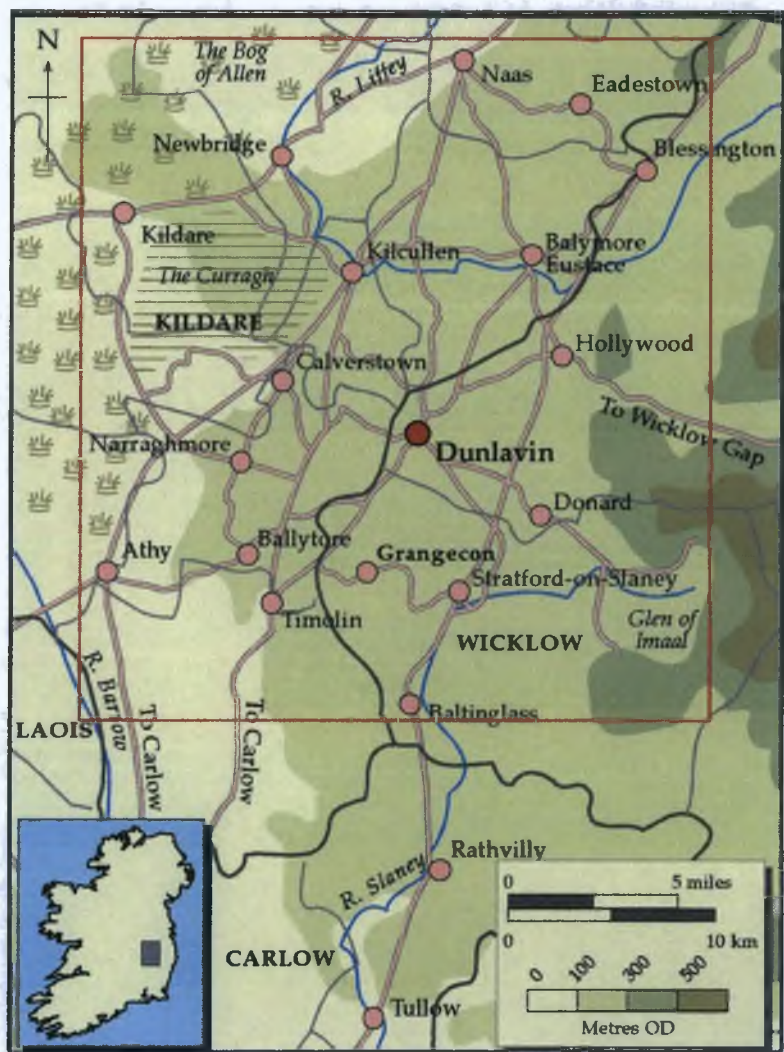 N
The Bog
of Allen
R. Liffey
Naas
Eadestown
Newbridge
Blessington
Kildare
Kilcullen
Balymore
Eustace
The Curragh
KILDARE
Hollywood
Calverstown
To Wicklow Gap
Narraghmore
Dunlavin
Donard
Athy
Ballytore
Grangecon
Stratford-on-Slaney
Timolin
Glen of
Imaal
WICKLOW
R. Barrow
To Carlow
To Carlow
LAOIS
Baltinglass
Rathvilly
R. Slaney
CARLOW
Tullow
0 5 miles
0 10 km
0 100 300 500
Metres OD